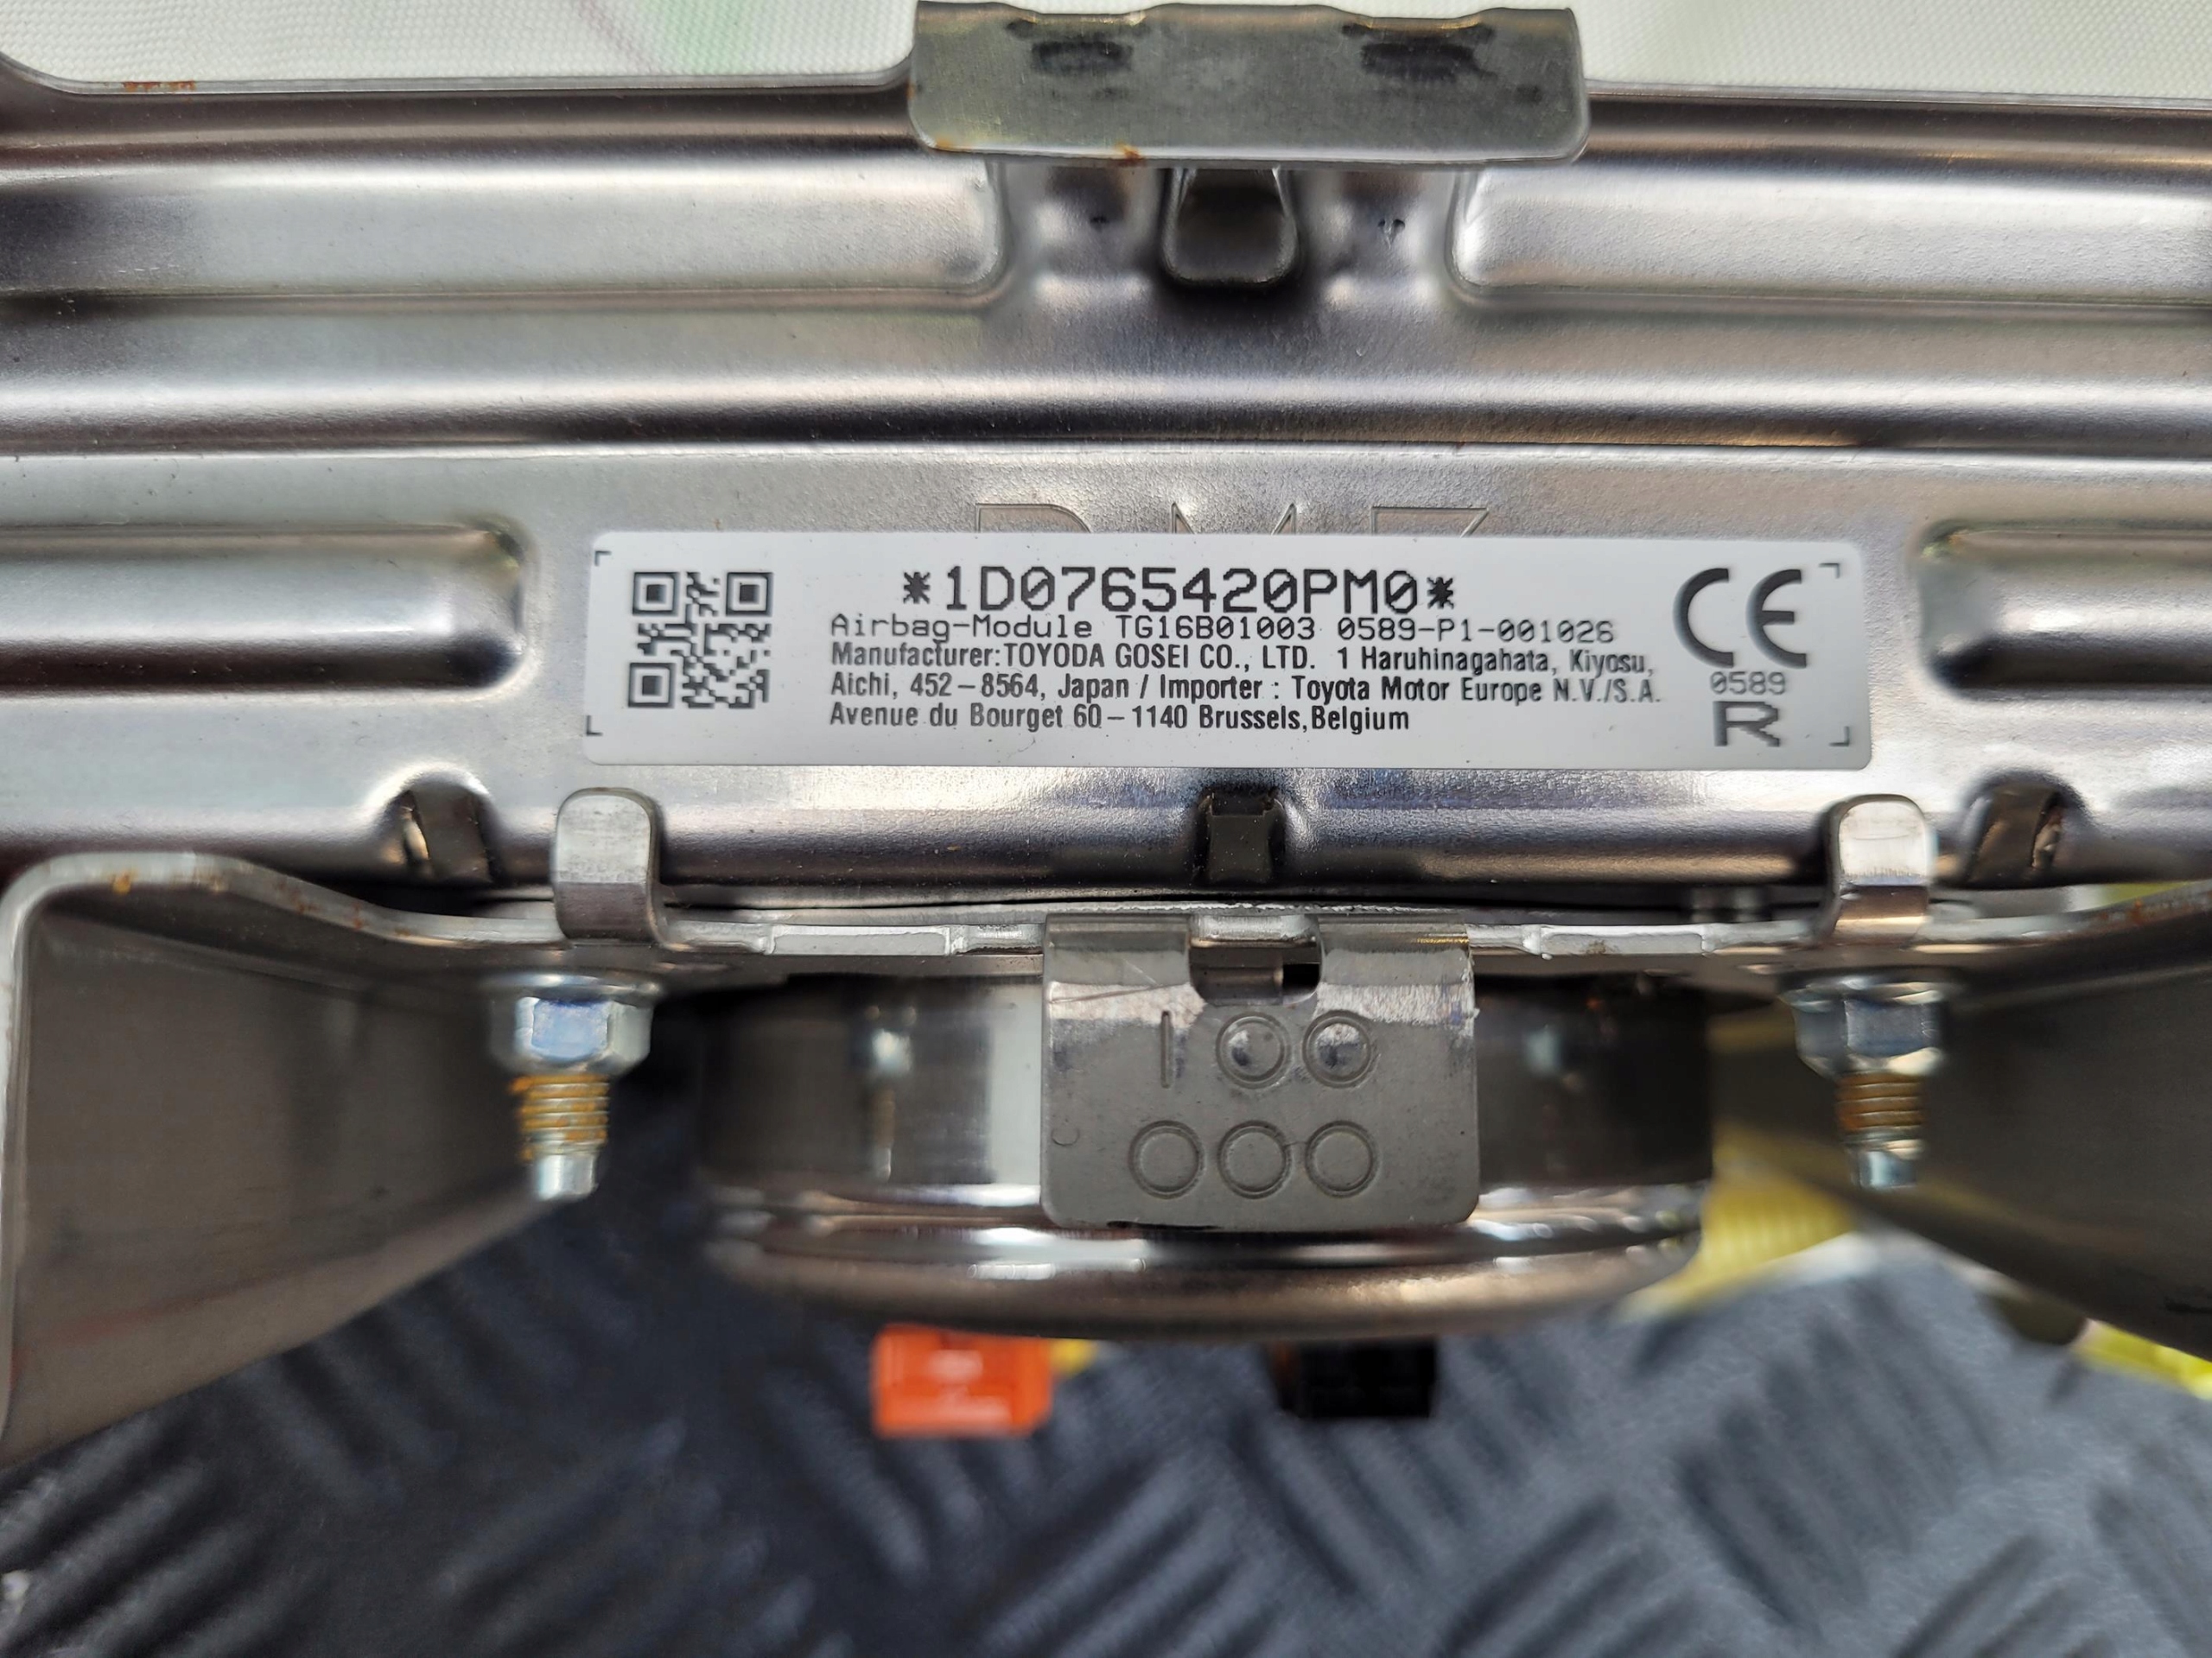 *1D0765420PM0*
Airbag-Module TG16B01003 0589-P1-001026
Manufacturer:TOYODA GOSEI CO., LTD. 1 Haruhinagahata, Kiyosu,
Aichi, 452-8564, Japan / Importer : Toyota Motor Europe N.V./S.A.
Avenue du Bourget 60-1140 Brussels,Belgium
CE
0589
R